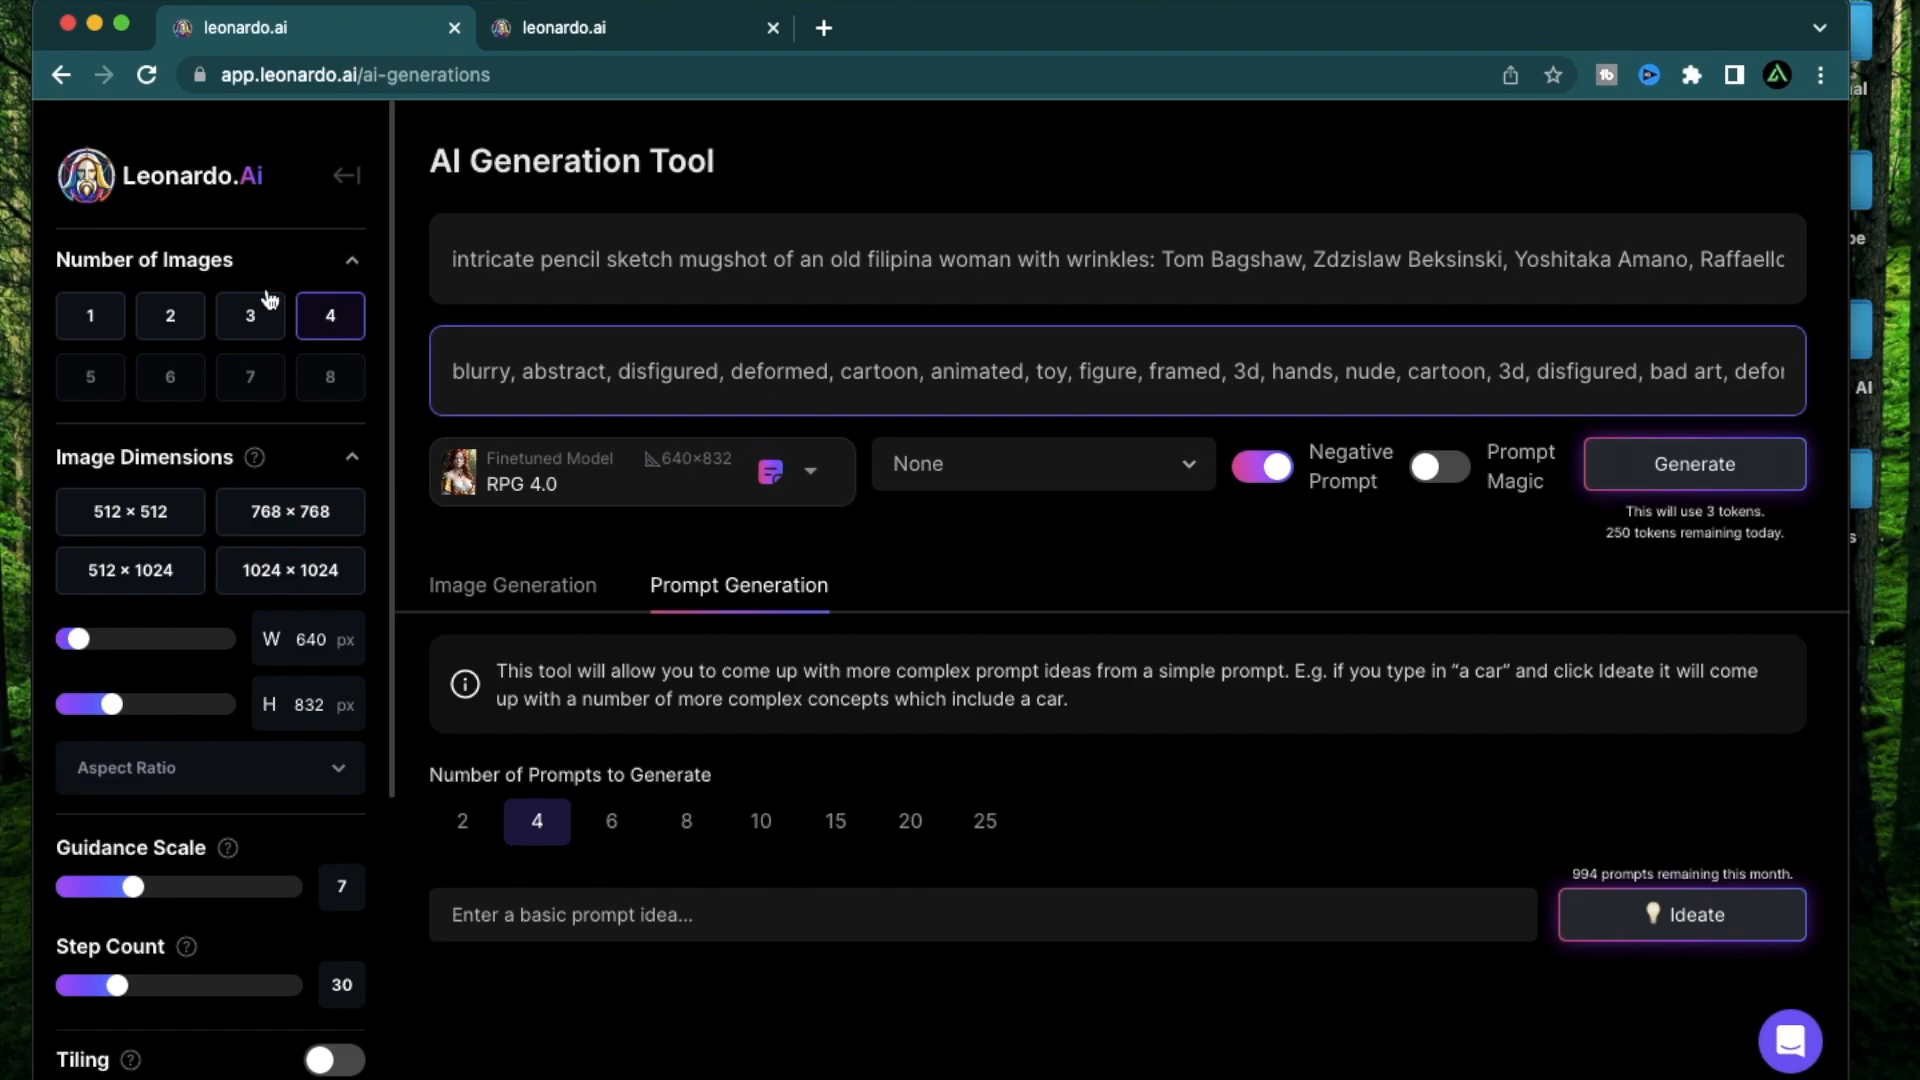 leonardo.ai
leonardo.ai
app.leonardo.ai/ai-generations
Leonardo.Ai
Number of Images
1 2 3 4
5 6 7 8
Image Dimensions ?
512 × 512 768 × 768
512 × 1024 1024 × 1024
W 640 px
H 832 px
Aspect Ratio
Guidance Scale ?
7
Step Count ?
30
Tiling ?
AI Generation Tool
intricate pencil sketch mugshot of an old filipina woman with wrinkles: Tom Bagshaw, Zdzislaw Beksinski, Yoshitaka Amano, Raffaellc
blurry, abstract, disfigured, deformed, cartoon, animated, toy, figure, framed, 3d, hands, nude, cartoon, 3d, disfigured, bad art, defor
Finetuned Model 640×832
RPG 4.0
None
Negative Prompt
Prompt Magic
Generate
This will use 3 tokens.
250 tokens remaining today.
Image Generation Prompt Generation
This tool will allow you to come up with more complex prompt ideas from a simple prompt. E.g. if you type in “a car” and click Ideate it will come
up with a number of more complex concepts which include a car.
Number of Prompts to Generate
2 4 6 8 10 15 20 25
994 prompts remaining this month.
Enter a basic prompt idea...
Ideate
al
pe
AI
s